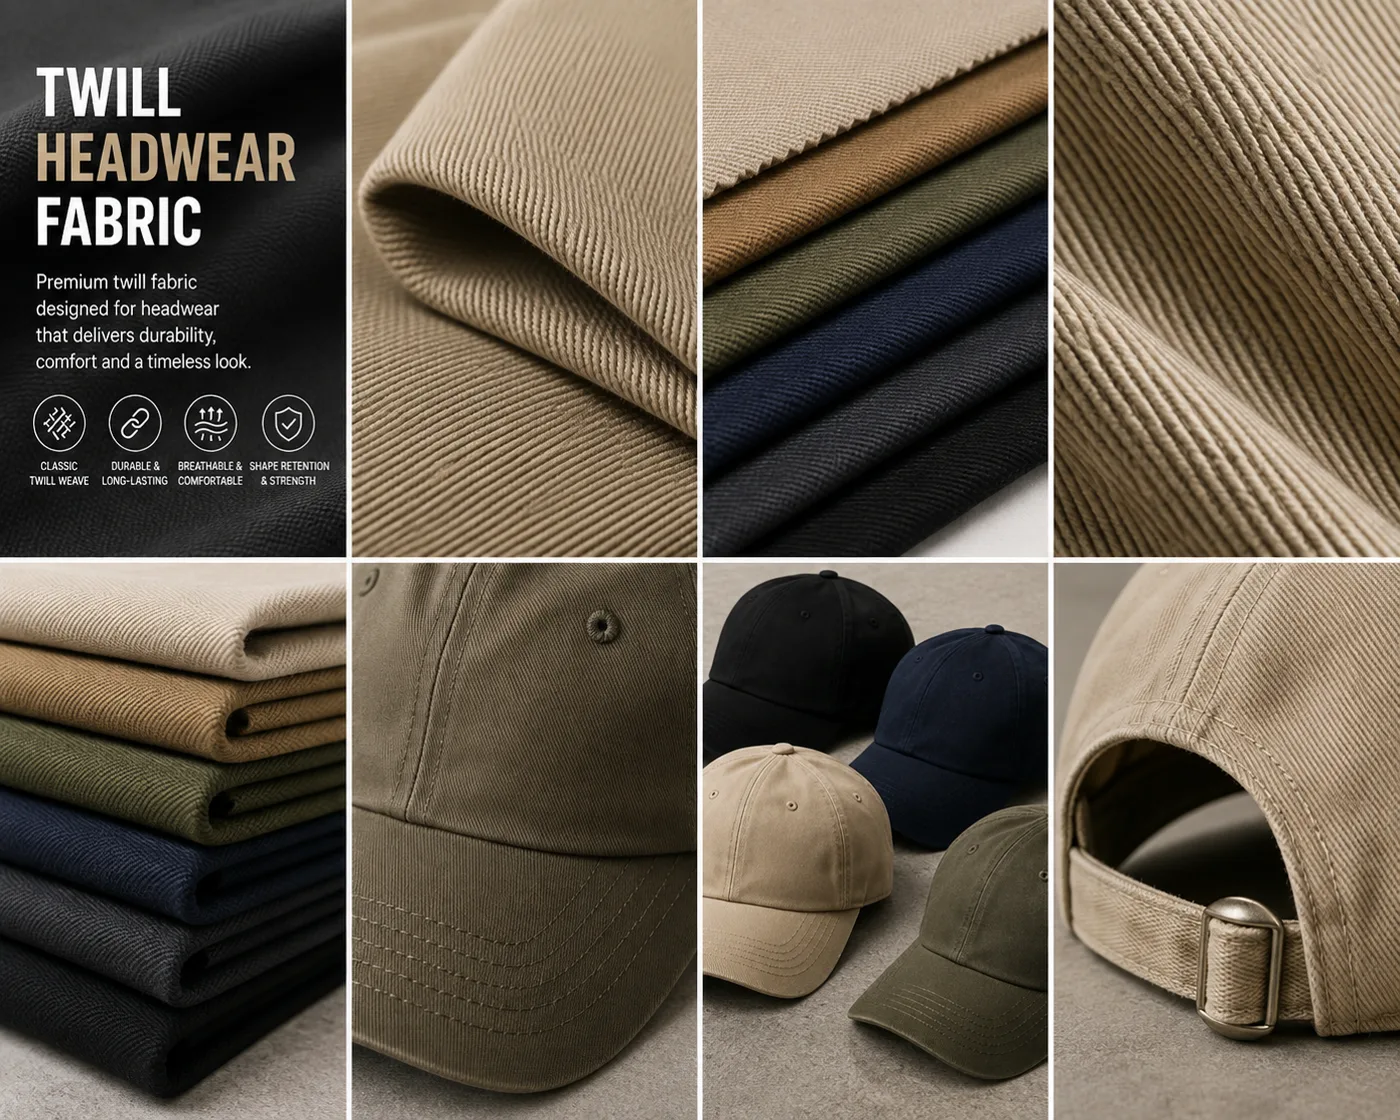 TWILL
HEADWEAR
FABRIC
Premium twill fabric
designed for headwear
that delivers durability,
comfort and a timeless look.
CLASSIC
TWILL WEAVE
DURABLE &
LONG-LASTING
BREATHABLE &
COMFORTABLE
SHAPE RETENTION
& STRENGTH